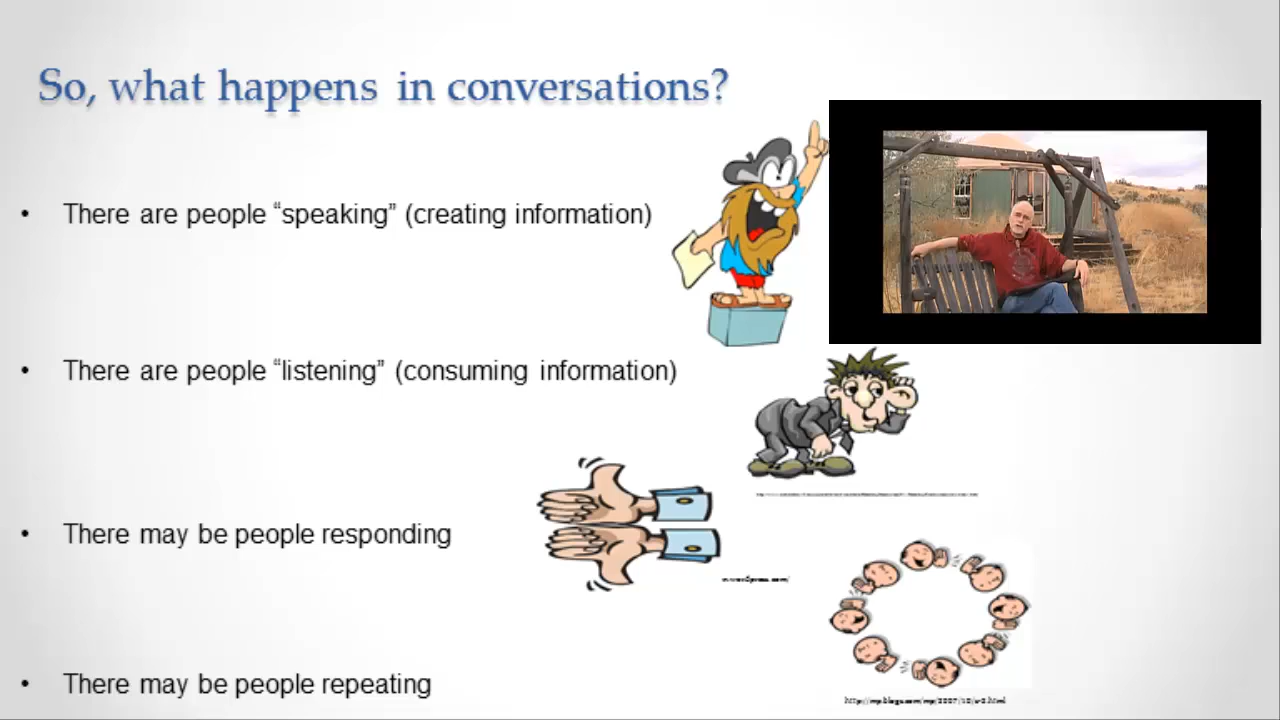 So, what happens in conversations?
• There are people “speaking” (creating information)
• There are people “listening” (consuming information)
• There may be people responding
• There may be people repeating